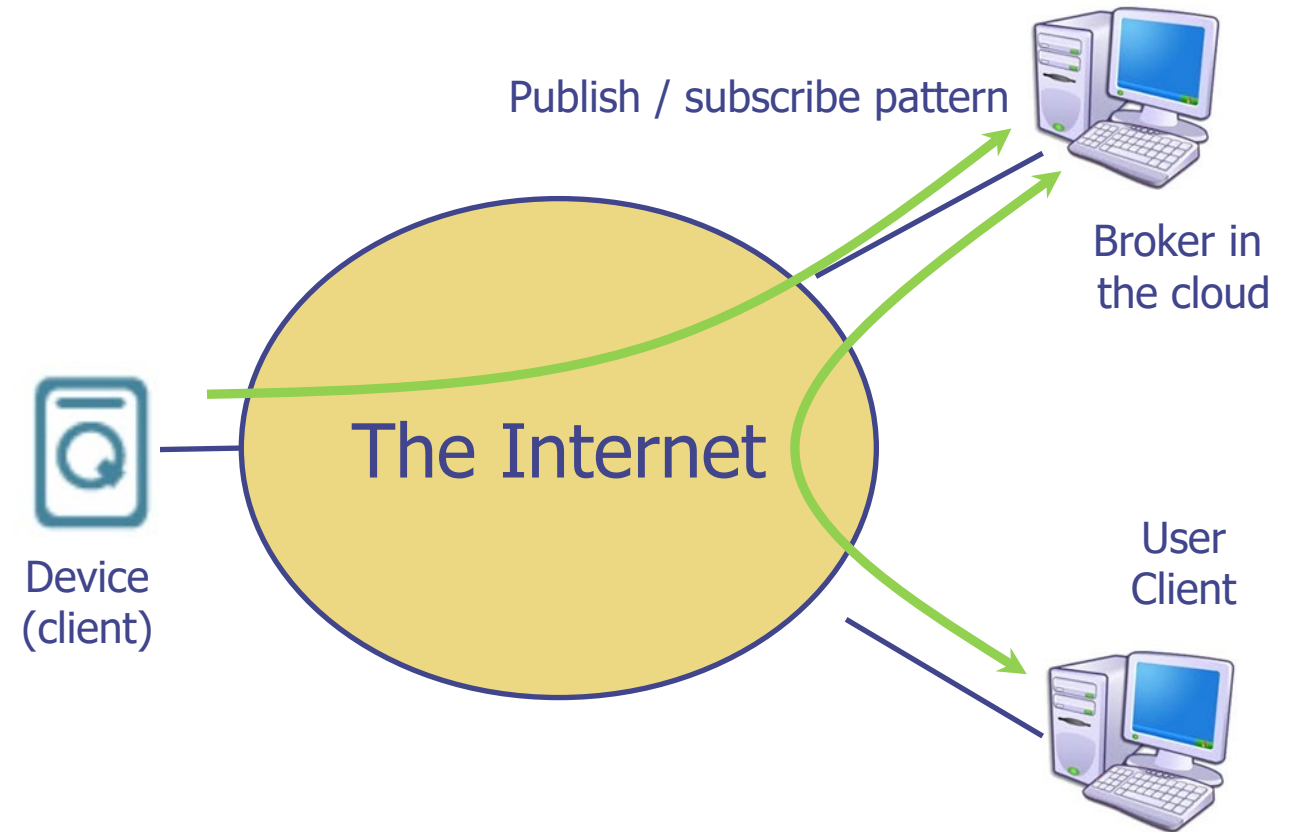 Publish / subscribe pattern
Broker in
the cloud
The Internet
Device
(client)
User
Client